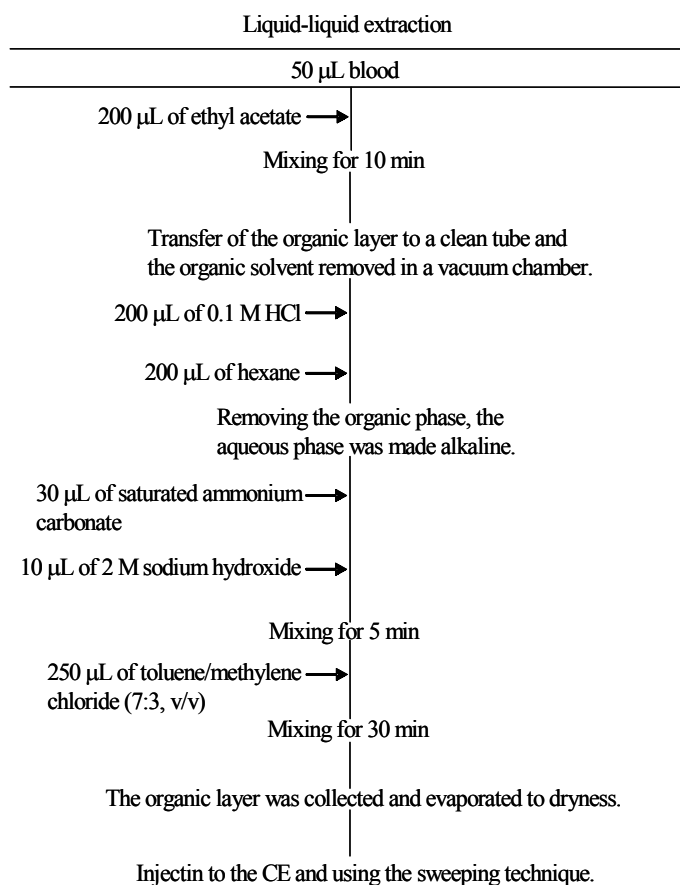 Liquid-liquid extraction
50 μL blood
200 μL of ethyl acetate
Mixing for 10 min
Transfer of the organic layer to a clean tube and
the organic solvent removed in a vacuum chamber.
200 μL of 0.1 M HCl
200 μL of hexane
Removing the organic phase, the
aqueous phase was made alkaline.
30 μL of saturated ammonium
carbonate
10 μL of 2 M sodium hydroxide
Mixing for 5 min
250 μL of toluene/methylene
chloride (7:3, v/v)
Mixing for 30 min
The organic layer was collected and evaporated to dryness.
Injectin to the CE and using the sweeping technique.